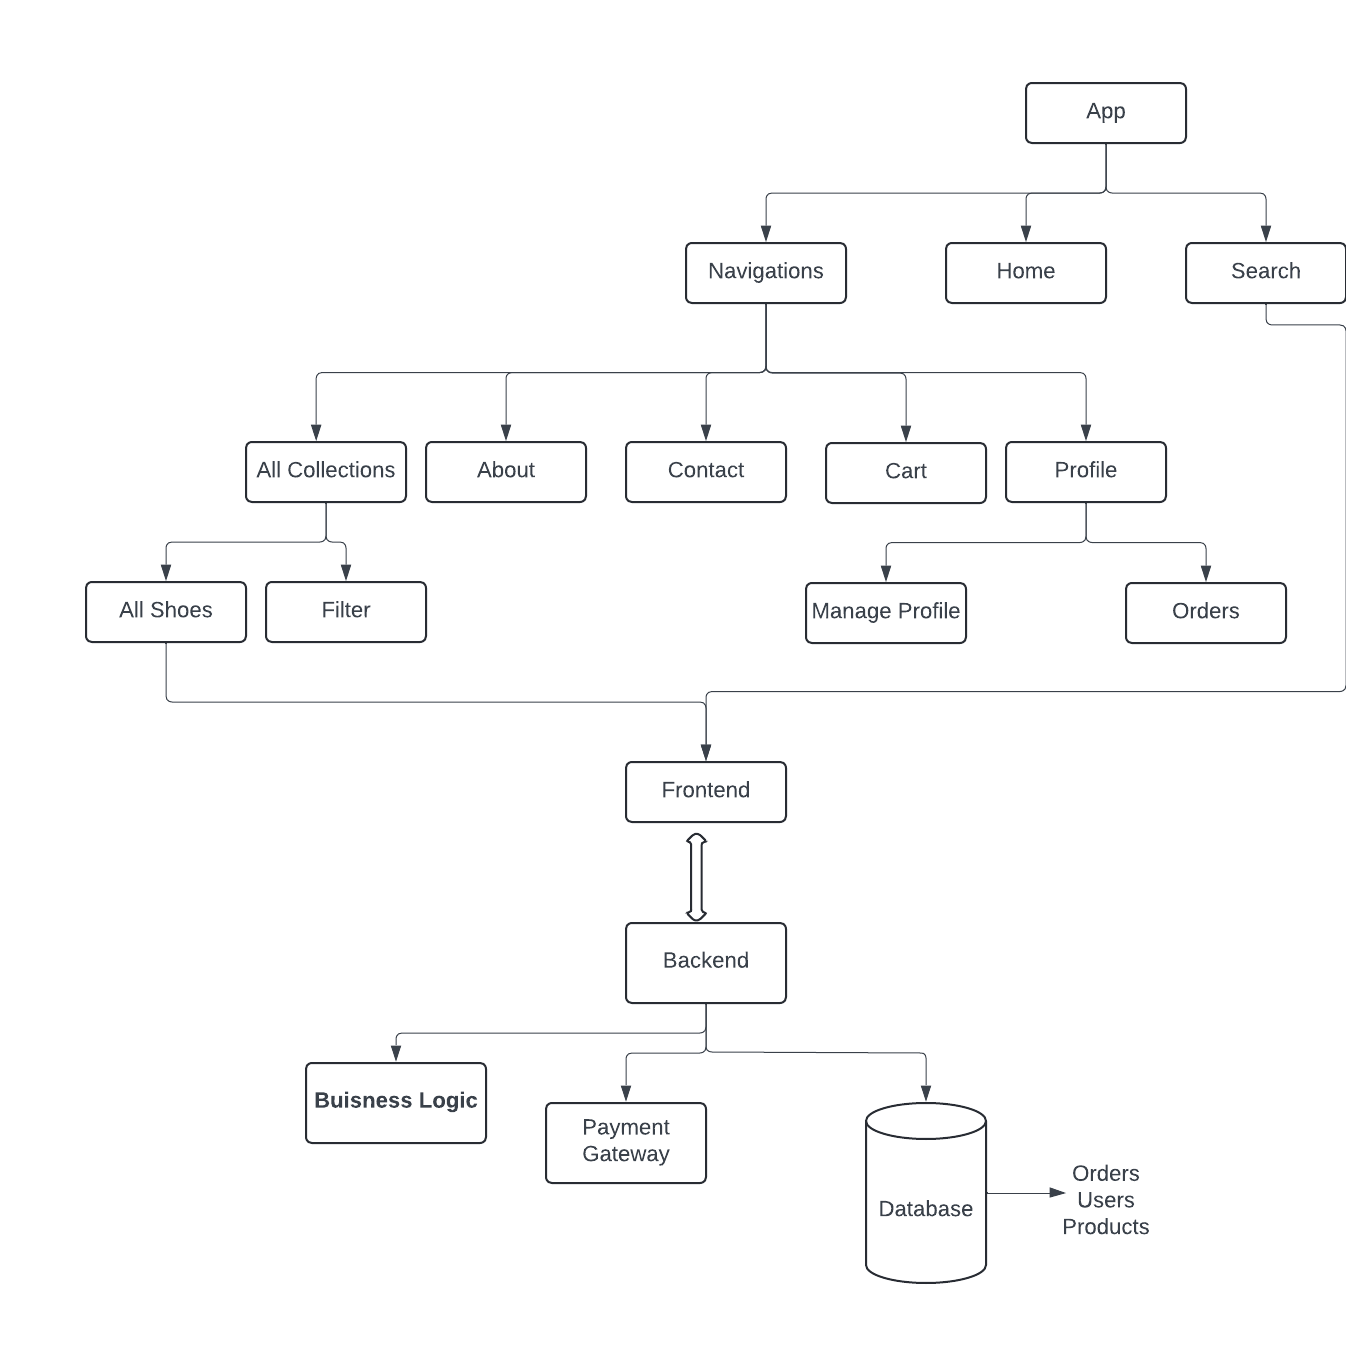 App
Navigations
Home
Search
All Collections
About
Contact
Cart
Profile
All Shoes
Filter
Manage Profile
Orders
Frontend
Backend
Buisness Logic
Payment
Gateway
Database
Orders
Users
Products